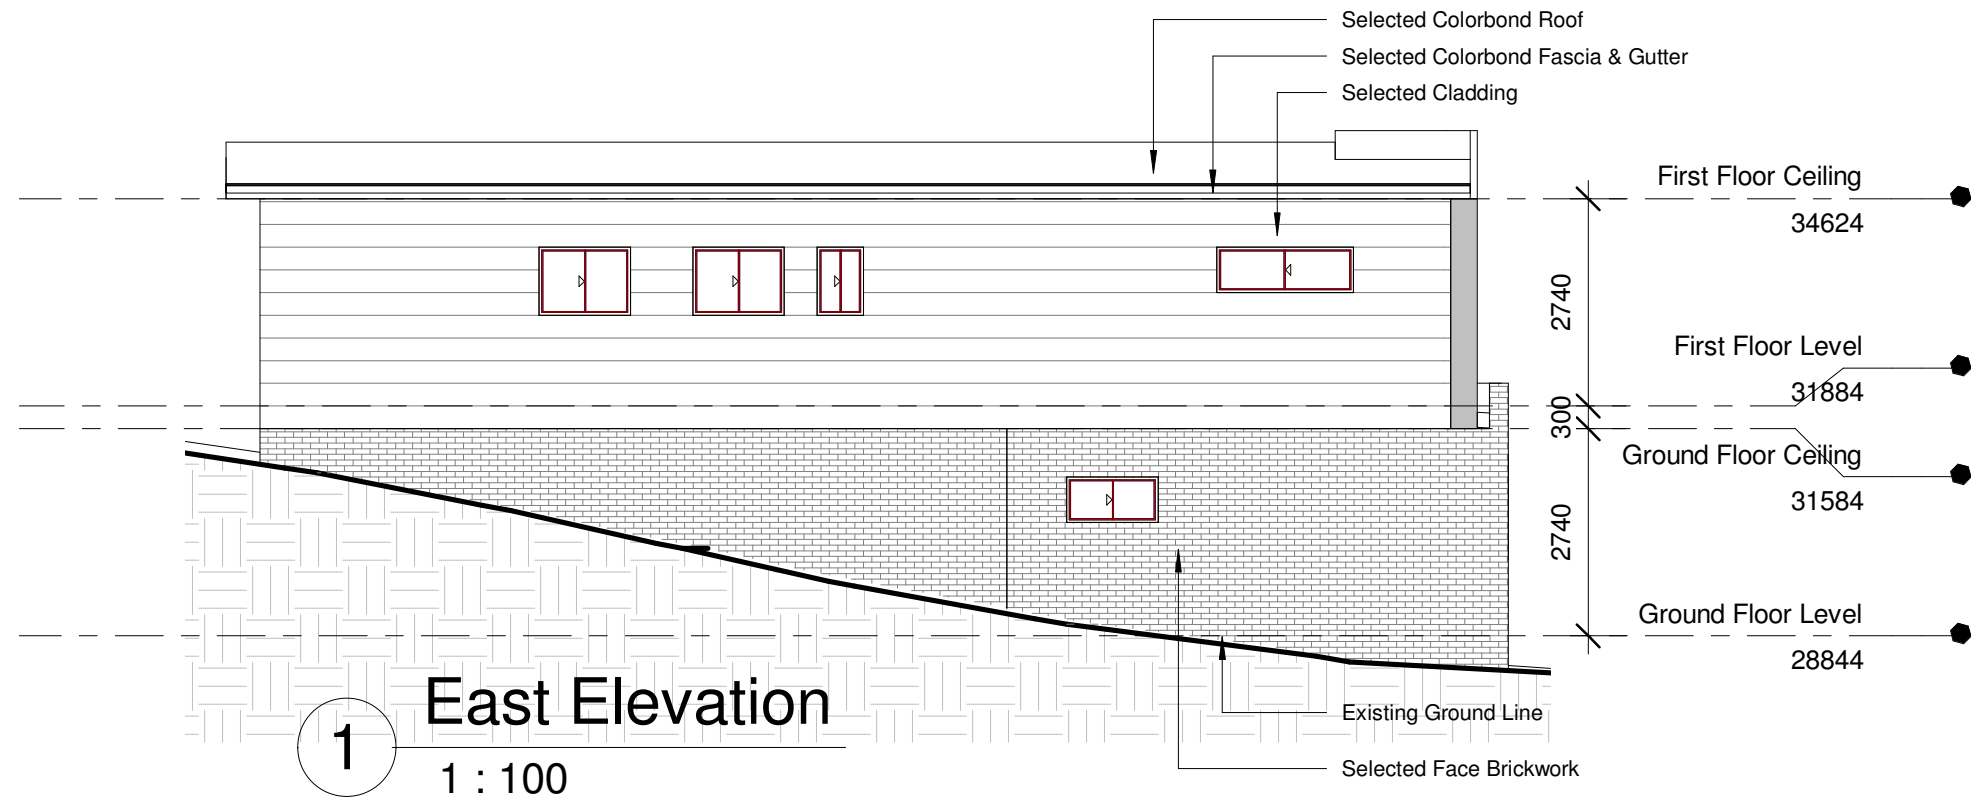 Selected Colorbond Roof
Selected Colorbond Fascia & Gutter
Selected Cladding
First Floor Ceiling
34624
2740
First Floor Level
31884
300
Ground Floor Ceiling
31584
2740
Ground Floor Level
28844
East Elevation
1
1 : 100
Existing Ground Line
Selected Face Brickwork